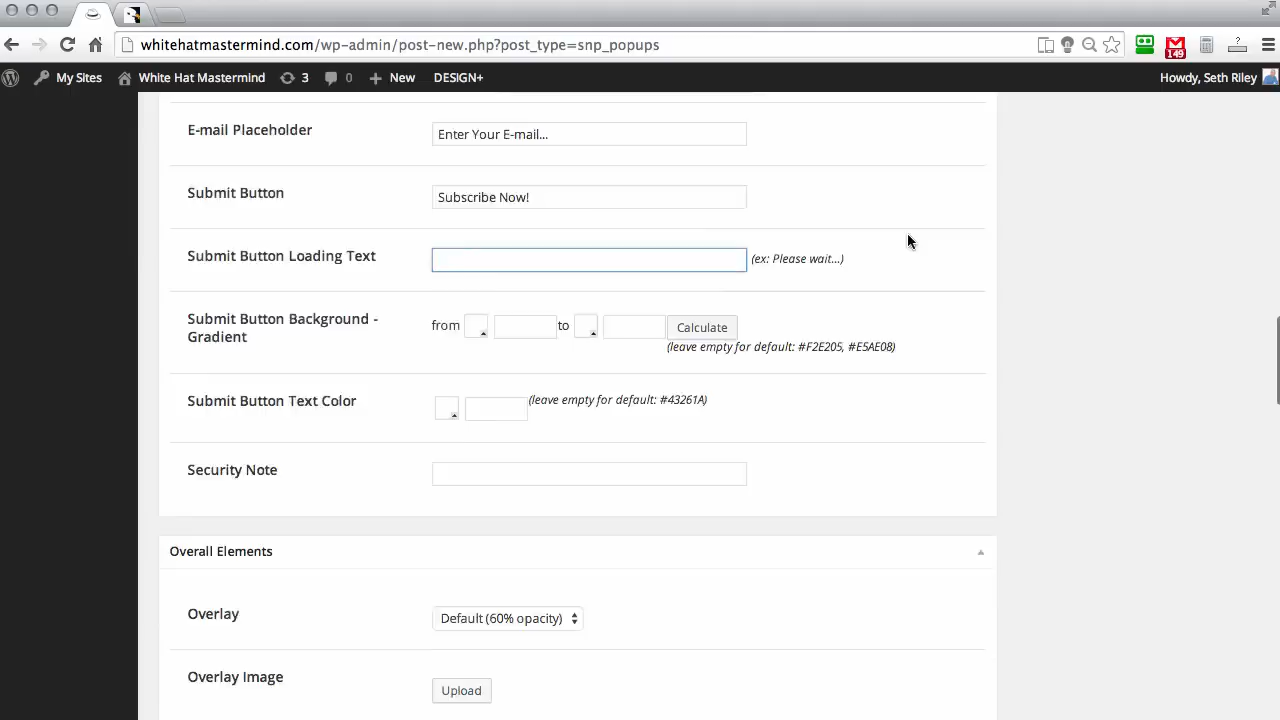 whitehatmastermind.com/wp-admin/post-new.php?post_type=snp_popups
149
My Sites White Hat Mastermind 3 0 New DESIGN+ Howdy, Seth Riley
E-mail Placeholder Enter Your E-mail...
Submit Button Subscribe Now!
Submit Button Loading Text (ex: Please wait...)
Submit Button Background - Gradient from to Calculate
(leave empty for default: #F2E205, #E5AE08)
Submit Button Text Color (leave empty for default: #43261A)
Security Note
Overall Elements
Overlay Default (60% opacity)
Overlay Image Upload